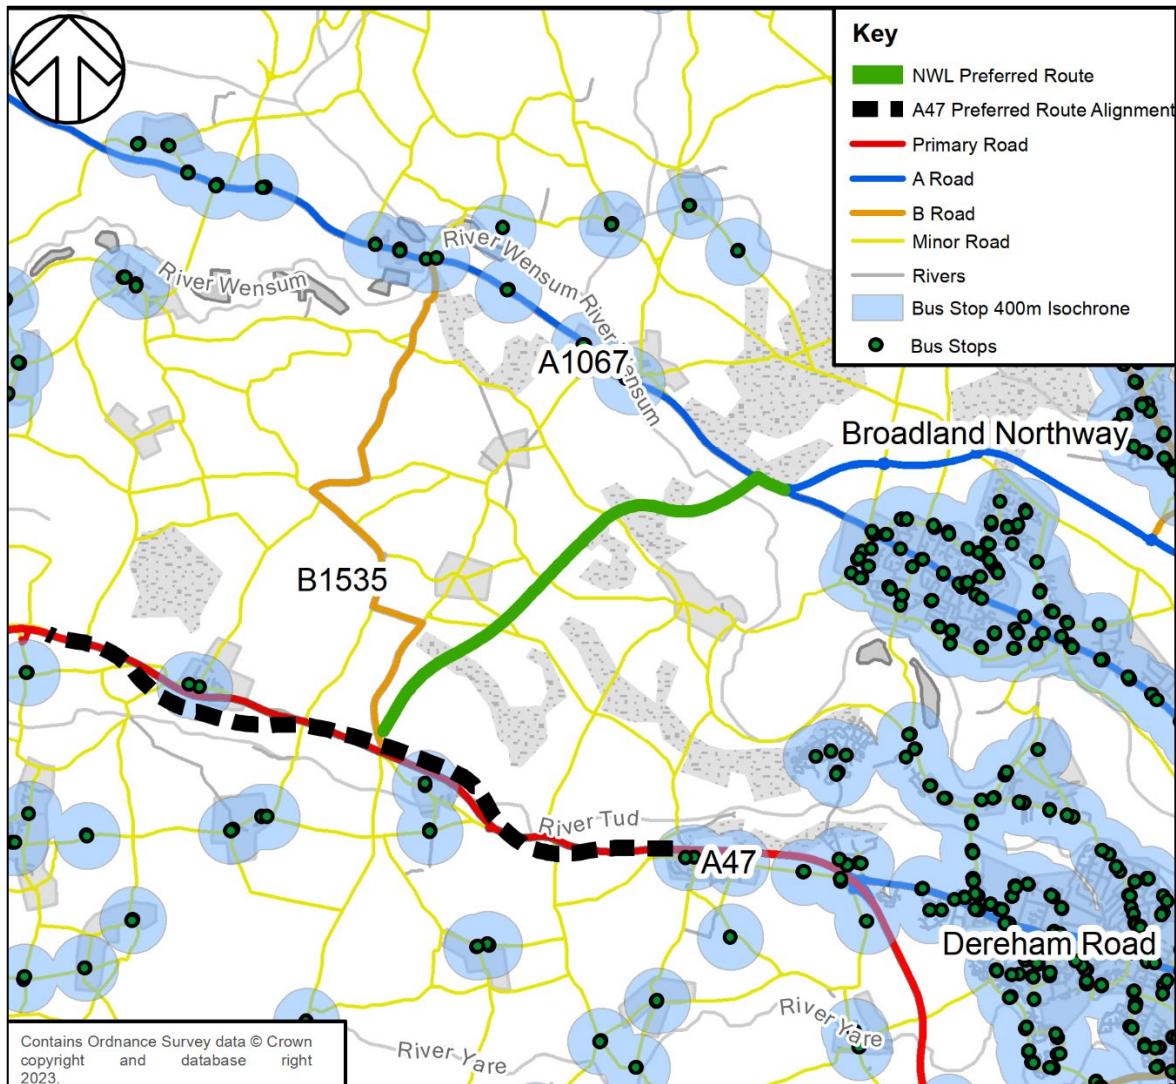 Key
NWL Preferred Route
A47 Preferred Route Alignment
Primary Road
A Road
B Road
Minor Road
Rivers
Bus Stop 400m Isochrone
Bus Stops
River Wensum
River Wensum
River Wensum
A1067
Broadland Northway
B1535
River Tud
A47
Dereham Road
River Yare
River Yare
Contains Ordnance Survey data © Crown
copyright and database right
2023.